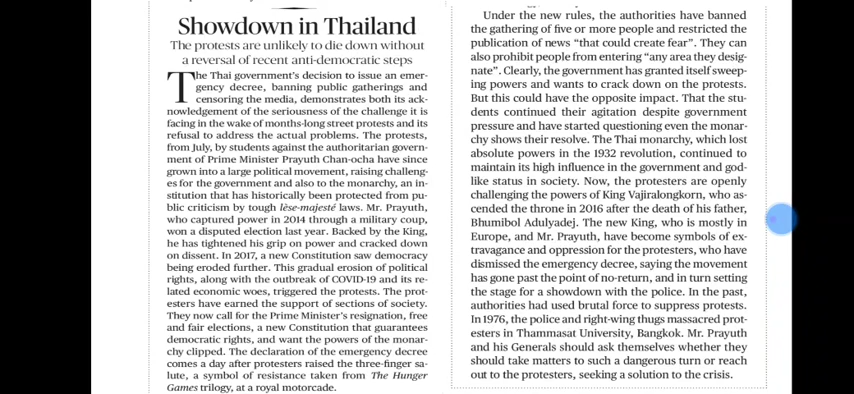 Showdown in Thailand
The protests are unlikely to die down without
a reversal of recent anti-democratic steps
The Thai government's decision to issue an emer-
gency decree, banning public gatherings and
censoring the media, demonstrates both its ack-
nowledgement of the seriousness of the challenge it is
facing in the wake of months-long street protests and its
refusal to address the actual problems. The protests,
from July, by students against the authoritarian govern-
ment of Prime Minister Prayuth Chan-ocha have since
grown into a large political movement, raising challeng-
es for the government and also to the monarchy, an in-
stitution that has historically been protected from pu-
blic criticism by tough lèse-majesté laws. Mr. Prayuth,
who captured power in 2014 through a military coup,
won a disputed election last year. Backed by the King,
he has tightened his grip on power and cracked down
on dissent. In 2017, a new Constitution saw democracy
being eroded further. This gradual erosion of political
rights, along with the outbreak of COVID-19 and its re-
lated economic woes, triggered the protests. The prot-
esters have earned the support of sections of society.
They now call for the Prime Minister's resignation, free
and fair elections, a new Constitution that guarantees
democratic rights, and want the powers of the monar-
chy clipped. The declaration of the emergency decree
comes a day after protesters raised the three-finger sa-
lute, a symbol of resistance taken from The Hunger
Games trilogy, at a royal motorcade.
Under the new rules, the authorities have banned
the gathering of five or more people and restricted the
publication of news “that could create fear”. They can
also prohibit people from entering “any area they desig-
nate”. Clearly, the government has granted itself sweep-
ing powers and wants to crack down on the protests.
But this could have the opposite impact. That the stu-
dents continued their agitation despite government
pressure and have started questioning even the monar-
chy shows their resolve. The Thai monarchy, which lost
absolute powers in the 1932 revolution, continued to
maintain its high influence in the government and god-
like status in society. Now, the protesters are openly
challenging the powers of King Vajiralongkorn, who as-
cended the throne in 2016 after the death of his father,
Bhumibol Adulyadej. The new King, who is mostly in
Europe, and Mr. Prayuth, have become symbols of ex-
travagance and oppression for the protesters, who have
dismissed the emergency decree, saying the movement
has gone past the point of no-return, and in turn setting
the stage for a showdown with the police. In the past,
authorities had used brutal force to suppress protests.
In 1976, the police and right-wing thugs massacred prot-
esters in Thammasat University, Bangkok. Mr. Prayuth
and his Generals should ask themselves whether they
should take matters to such a dangerous turn or reach
out to the protesters, seeking a solution to the crisis.